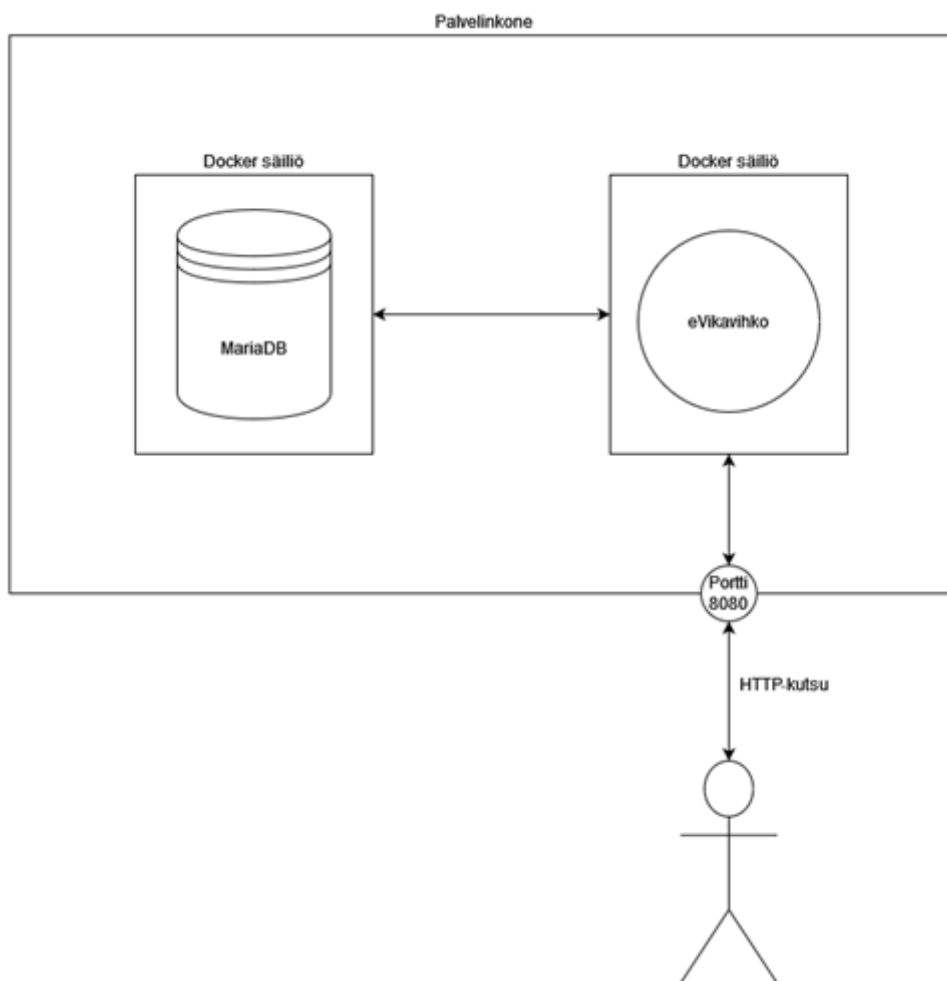 Palvelinkone
Docker säiliö
Docker säiliö
MariaDB
eVikavihko
Portti
8080
HTTP-kutsu